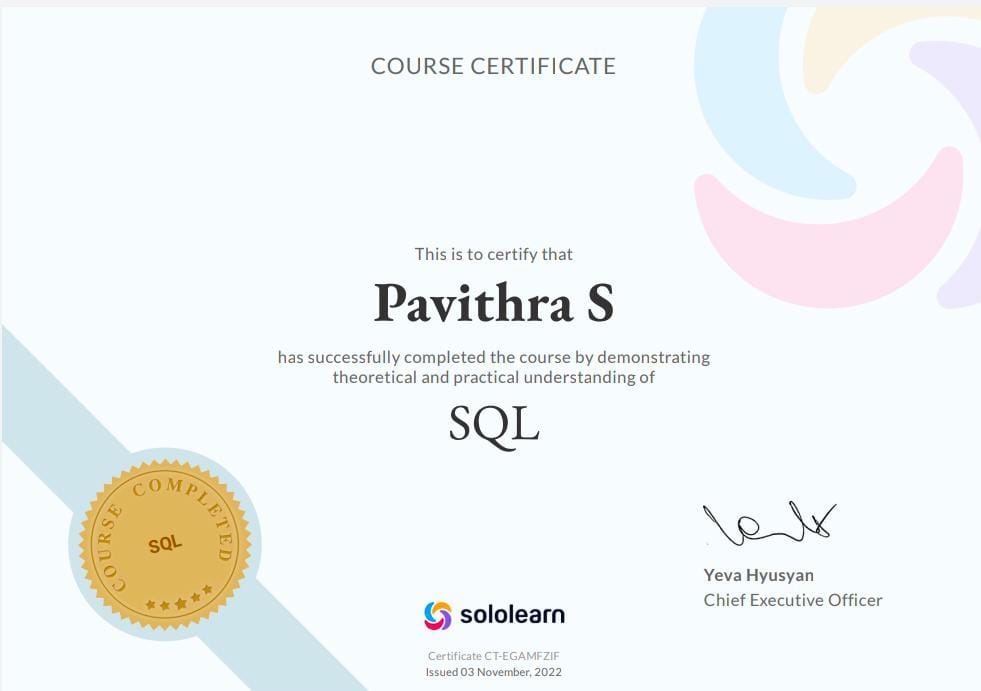 COURSE CERTIFICATE
This is to certify that
Pavithra S
has successfully completed the course by demonstrating
theoretical and practical understanding of
SQL
COURSE COMPLETED
SQL
Yeva Hyusyan
Chief Executive Officer
sololearn
Certificate CT-EGAMFZIF
Issued 03 November, 2022